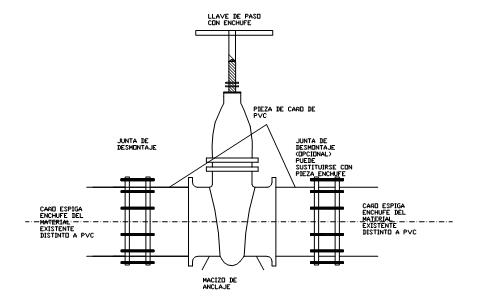 LLAVE DE PASO
CON ENCHUFE
PIEZA DE CARO DE
PVC
JUNTA DE
DESMONTAJE
JUNTA DE
DESMONTAJE
(OPCIONAL)
PUEDE
SUSTITUIRSE CON
PIEZA ENCHUFE
CARO ESPIGA
ENCHUFE DEL
MATERIAL
EXISTENTE
DISTINTO A PVC
CARO ESPIGA
ENCHUFE DEL
MATERIAL
EXISTENTE
DISTINTO A PVC
MACIZO DE
ANCLAJE